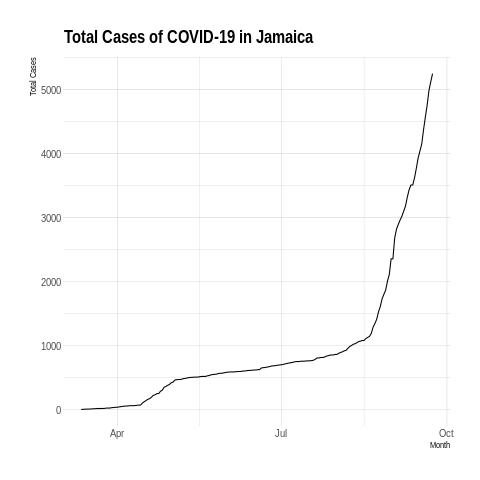 Total Cases of COVID-19 in Jamaica
Total Cases
5000
4000
3000
2000
1000
0
Apr
Jul
Oct
Month